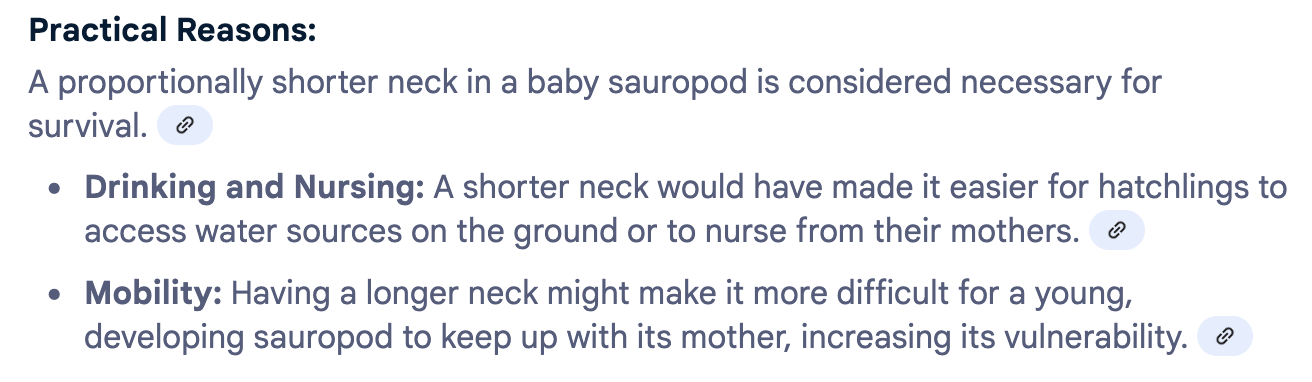 Practical Reasons:
A proportionally shorter neck in a baby sauropod is considered necessary for
survival.
• Drinking and Nursing: A shorter neck would have made it easier for hatchlings to
access water sources on the ground or to nurse from their mothers.
• Mobility: Having a longer neck might make it more difficult for a young,
developing sauropod to keep up with its mother, increasing its vulnerability.